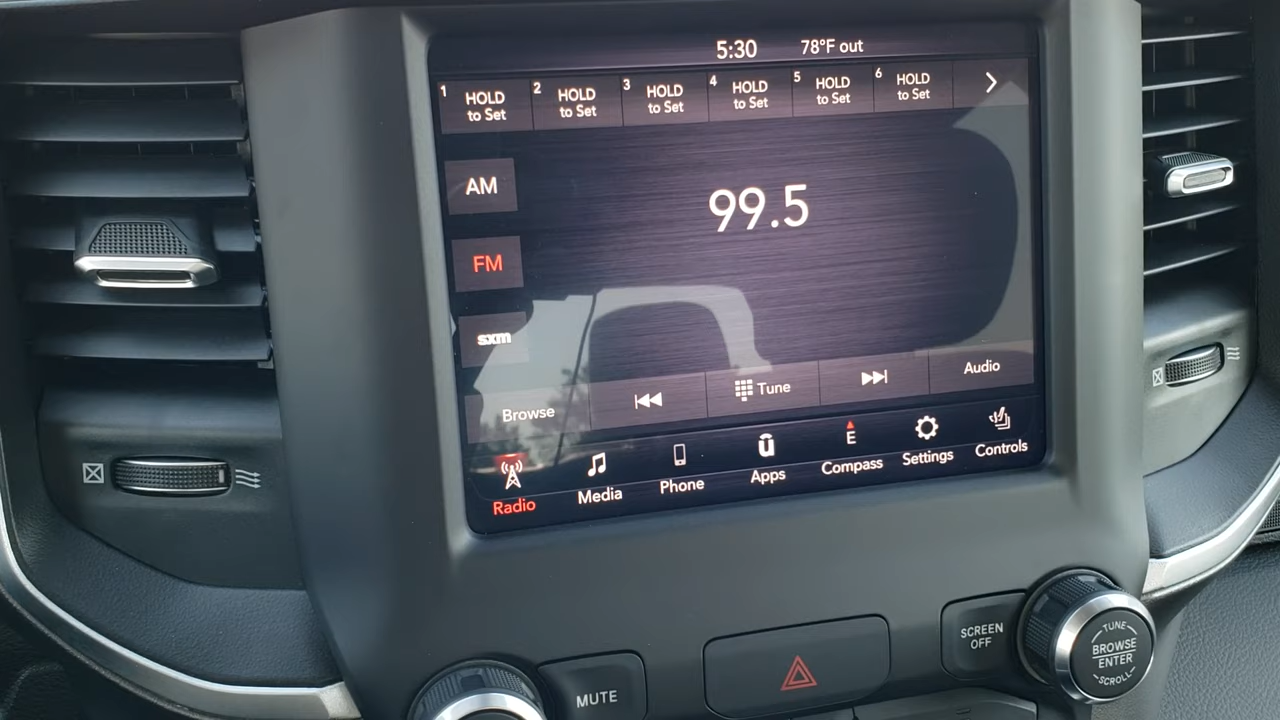 5:30 78°F out
1 HOLD to Set
2 HOLD to Set
3 HOLD to Set
4 HOLD to Set
5 HOLD to Set
6 HOLD to Set
AM
99.5
FM
sxm
Browse
Tune
Audio
Radio
Media
Phone
Apps
E
Compass
Settings
Controls
MUTE
SCREEN
OFF
TUNE
BROWSE
ENTER
SCROLL